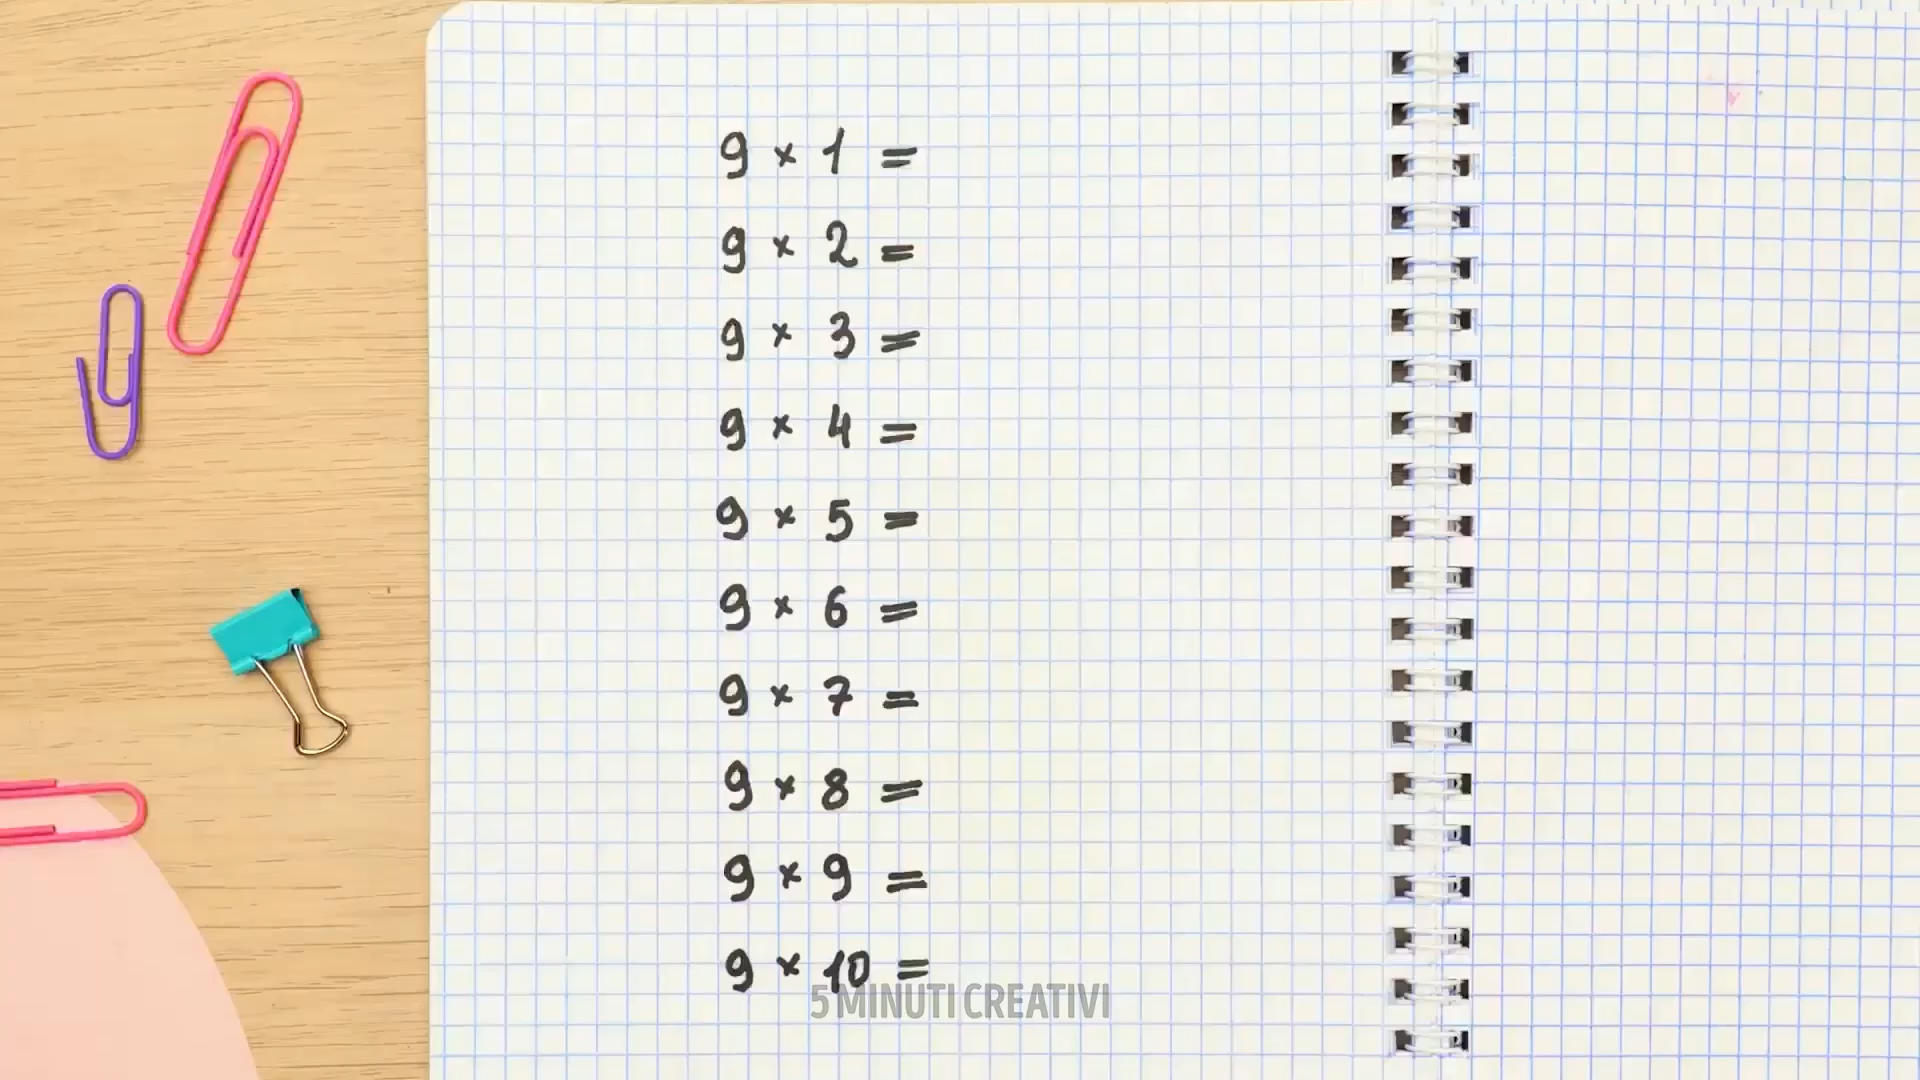 9 × 1 =
9 × 2 =
9 × 3 =
9 × 4 =
9 × 5 =
9 × 6 =
9 × 7 =
9 × 8 =
9 × 9 =
9 × 10 =
5 MINUTI CREATIVI